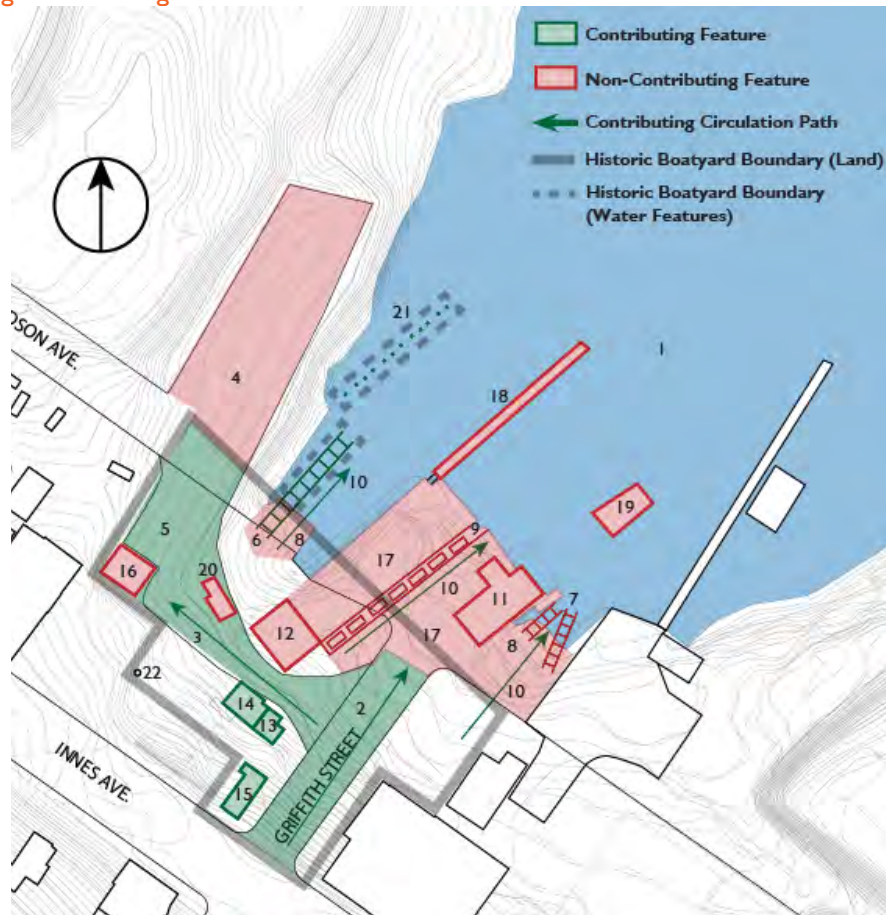 Contributing Feature
Non-Contributing Feature
Contributing Circulation Path
Historic Boatyard Boundary (Land)
Historic Boatyard Boundary
(Water Features)
21
1
DSON AVE.
18
4
10
19
5
6
8
9
17
16
20
10
11
7
12
8
3
17
10
22
14
2
13
INNES AVE.
15
GRIFFITH STREET